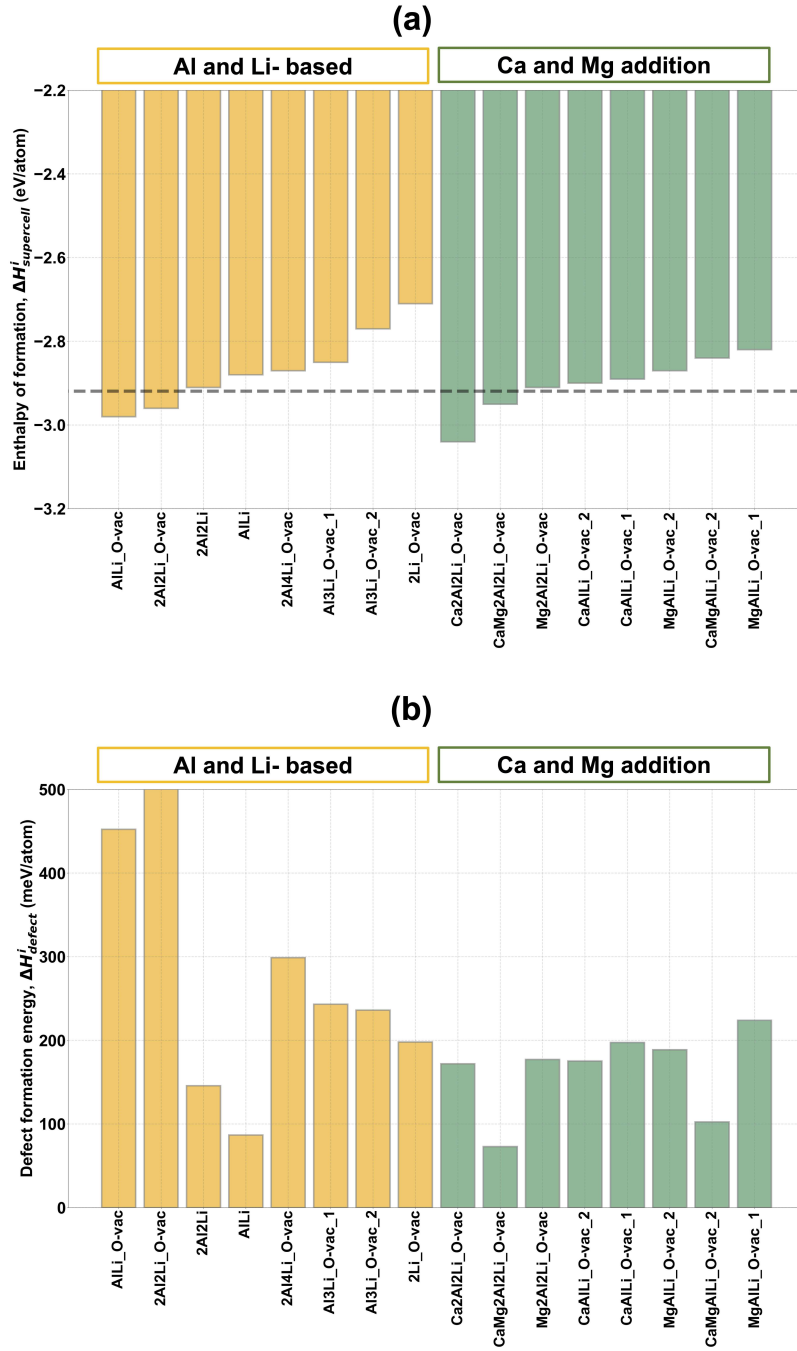 (a)
Al and Li- based
Ca and Mg addition
Enthalpy of formation, ΔH^i_supercell (eV/atom)
−2.2
−2.4
−2.6
−2.8
−3.0
−3.2
AlLi_O-vac
2Al2Li_O-vac
2Al2Li
AlLi
2Al4Li_O-vac
Al3Li_O-vac_1
Al3Li_O-vac_2
2Li_O-vac
Ca2Al2Li_O-vac
CaMg2Al2Li_O-vac
Mg2Al2Li_O-vac
CaAlLi_O-vac_2
CaAlLi_O-vac_1
MgAlLi_O-vac_2
CaMgAlLi_O-vac_2
MgAlLi_O-vac_1
(b)
Al and Li- based
Ca and Mg addition
Defect formation energy, ΔH^i_defect (meV/atom)
500
400
300
200
100
0
AlLi_O-vac
2Al2Li_O-vac
2Al2Li
AlLi
2Al4Li_O-vac
Al3Li_O-vac_1
Al3Li_O-vac_2
2Li_O-vac
Ca2Al2Li_O-vac
CaMg2Al2Li_O-vac
Mg2Al2Li_O-vac
CaAlLi_O-vac_2
CaAlLi_O-vac_1
MgAlLi_O-vac_2
CaMgAlLi_O-vac_2
MgAlLi_O-vac_1